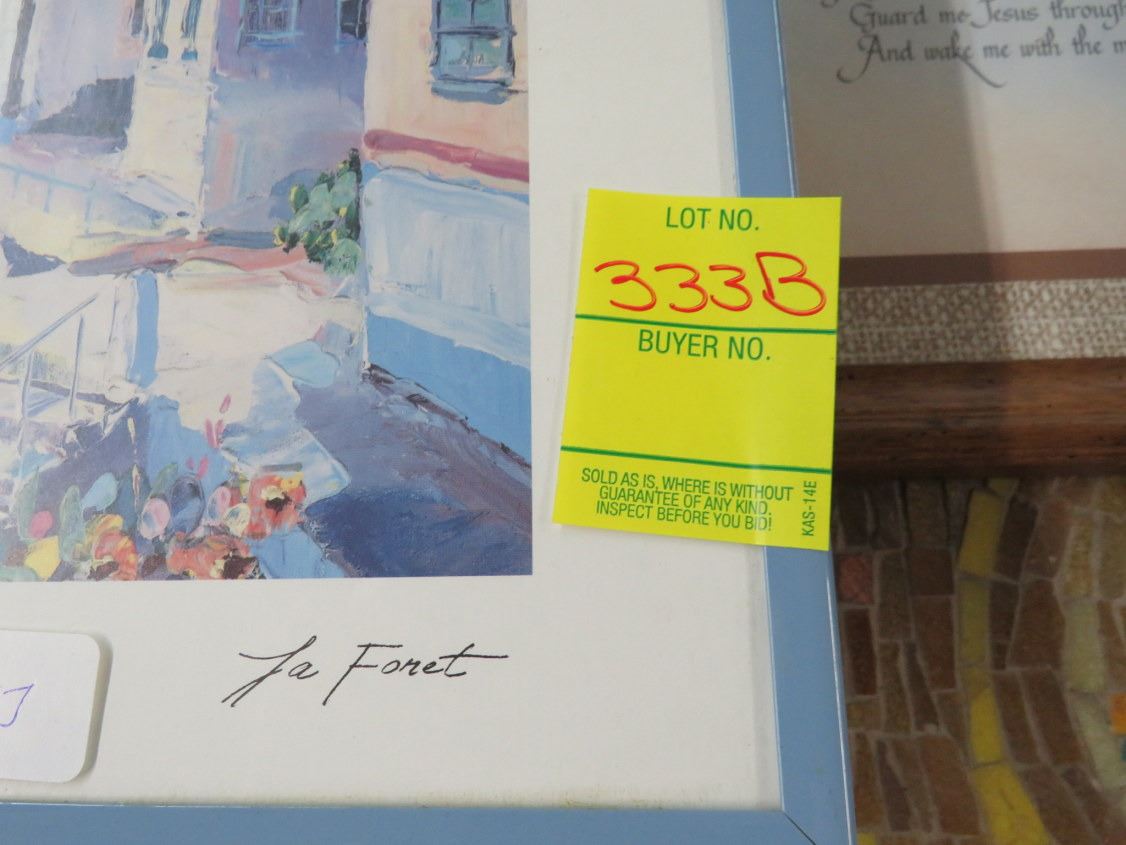 Guard me Jesus through
And wake me with the
LOT NO.
333B
BUYER NO.
SOLD AS IS, WHERE IS WITHOUT
GUARANTEE OF ANY KIND.
INSPECT BEFORE YOU BID!
KAS-14E
La Foret